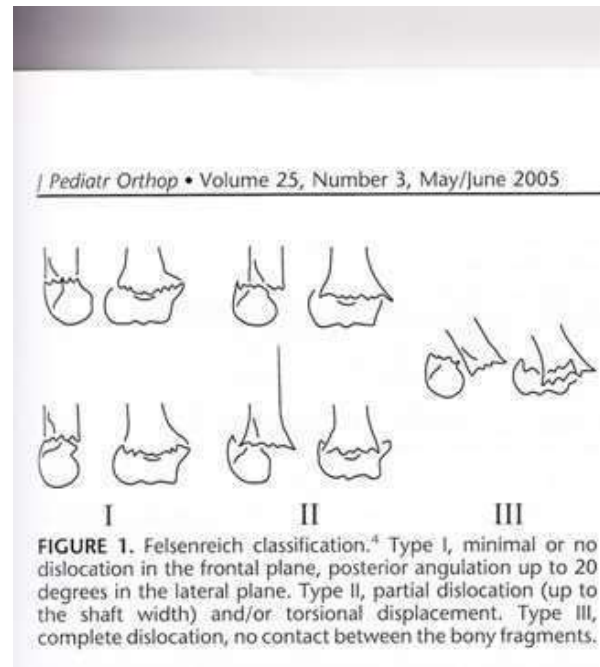 J Pediatr Orthop • Volume 25, Number 3, May/June 2005
I II III
FIGURE 1. Felsenreich classification.⁴ Type I, minimal or no
dislocation in the frontal plane, posterior angulation up to 20
degrees in the lateral plane. Type II, partial dislocation (up to
the shaft width) and/or torsional displacement. Type III,
complete dislocation, no contact between the bony fragments.